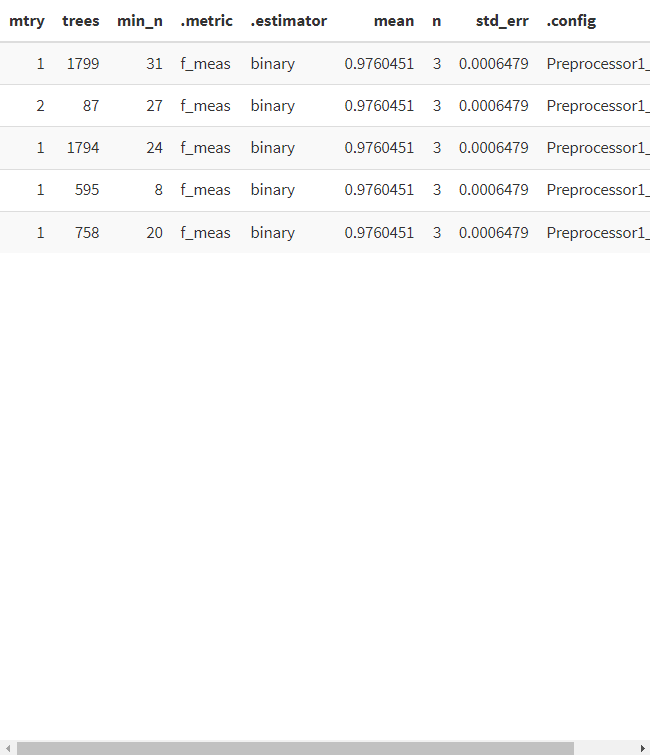 mtry trees min_n .metric .estimator mean n std_err .config
1 1799 31 f_meas binary 0.9760451 3 0.0006479 Preprocessor1_
2 87 27 f_meas binary 0.9760451 3 0.0006479 Preprocessor1_
1 1794 24 f_meas binary 0.9760451 3 0.0006479 Preprocessor1_
1 595 8 f_meas binary 0.9760451 3 0.0006479 Preprocessor1_
1 758 20 f_meas binary 0.9760451 3 0.0006479 Preprocessor1_